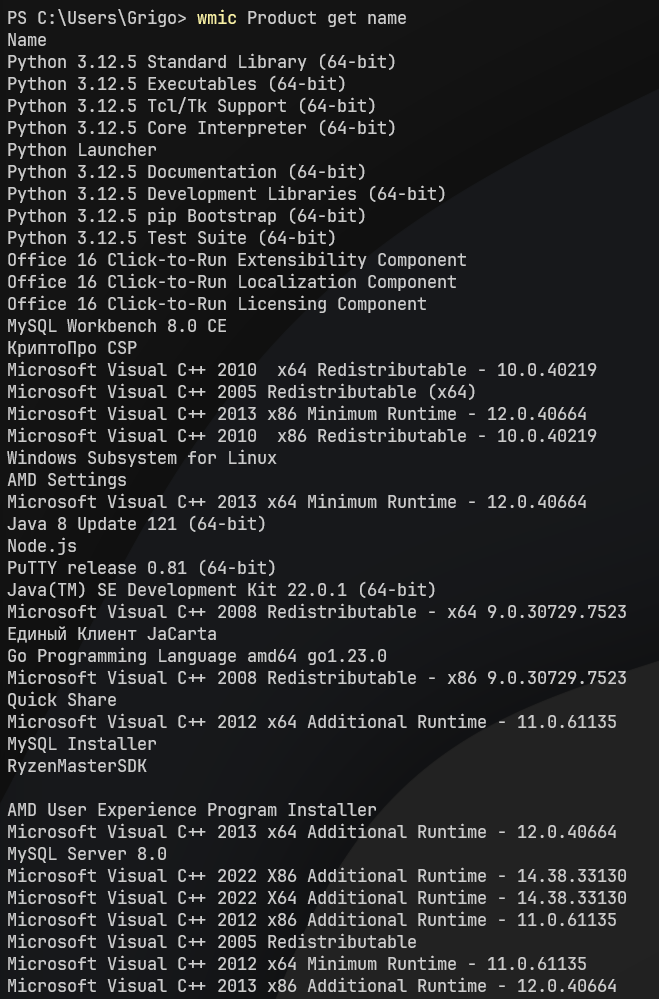 PS C:\Users\Grigo> wmic Product get name
Name
Python 3.12.5 Standard Library (64-bit)
Python 3.12.5 Executables (64-bit)
Python 3.12.5 Tcl/Tk Support (64-bit)
Python 3.12.5 Core Interpreter (64-bit)
Python Launcher
Python 3.12.5 Documentation (64-bit)
Python 3.12.5 Development Libraries (64-bit)
Python 3.12.5 pip Bootstrap (64-bit)
Python 3.12.5 Test Suite (64-bit)
Office 16 Click-to-Run Extensibility Component
Office 16 Click-to-Run Localization Component
Office 16 Click-to-Run Licensing Component
MySQL Workbench 8.0 CE
КриптоПро CSP
Microsoft Visual C++ 2010  x64 Redistributable - 10.0.40219
Microsoft Visual C++ 2005 Redistributable (x64)
Microsoft Visual C++ 2013 x86 Minimum Runtime - 12.0.40664
Microsoft Visual C++ 2010  x86 Redistributable - 10.0.40219
Windows Subsystem for Linux
AMD Settings
Microsoft Visual C++ 2013 x64 Minimum Runtime - 12.0.40664
Java 8 Update 121 (64-bit)
Node.js
PuTTY release 0.81 (64-bit)
Java(TM) SE Development Kit 22.0.1 (64-bit)
Microsoft Visual C++ 2008 Redistributable - x64 9.0.30729.7523
Единый Клиент JaCarta
Go Programming Language amd64 go1.23.0
Microsoft Visual C++ 2008 Redistributable - x86 9.0.30729.7523
Quick Share
Microsoft Visual C++ 2012 x64 Additional Runtime - 11.0.61135
MySQL Installer
RyzenMasterSDK
AMD User Experience Program Installer
Microsoft Visual C++ 2013 x64 Additional Runtime - 12.0.40664
MySQL Server 8.0
Microsoft Visual C++ 2022 X86 Additional Runtime - 14.38.33130
Microsoft Visual C++ 2022 X64 Additional Runtime - 14.38.33130
Microsoft Visual C++ 2012 x86 Additional Runtime - 11.0.61135
Microsoft Visual C++ 2005 Redistributable
Microsoft Visual C++ 2012 x64 Minimum Runtime - 11.0.61135
Microsoft Visual C++ 2013 x86 Additional Runtime - 12.0.40664